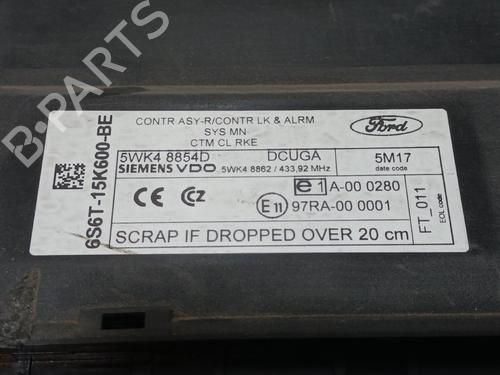 CONTR ASY-R/CONTR LK & ALRM
SYS MN
CTM CL RKE
Ford
6S6T-15K600-BE
5WK4 8854D DCUGA
SIEMENS VDO 5WK4 8862 / 433,92 MHz
5M17
date code
CE CCC
e1 A-00 0280
E11 97RA-00 0001
FT_011
EOL code
SCRAP IF DROPPED OVER 20 cm
B-PARTS